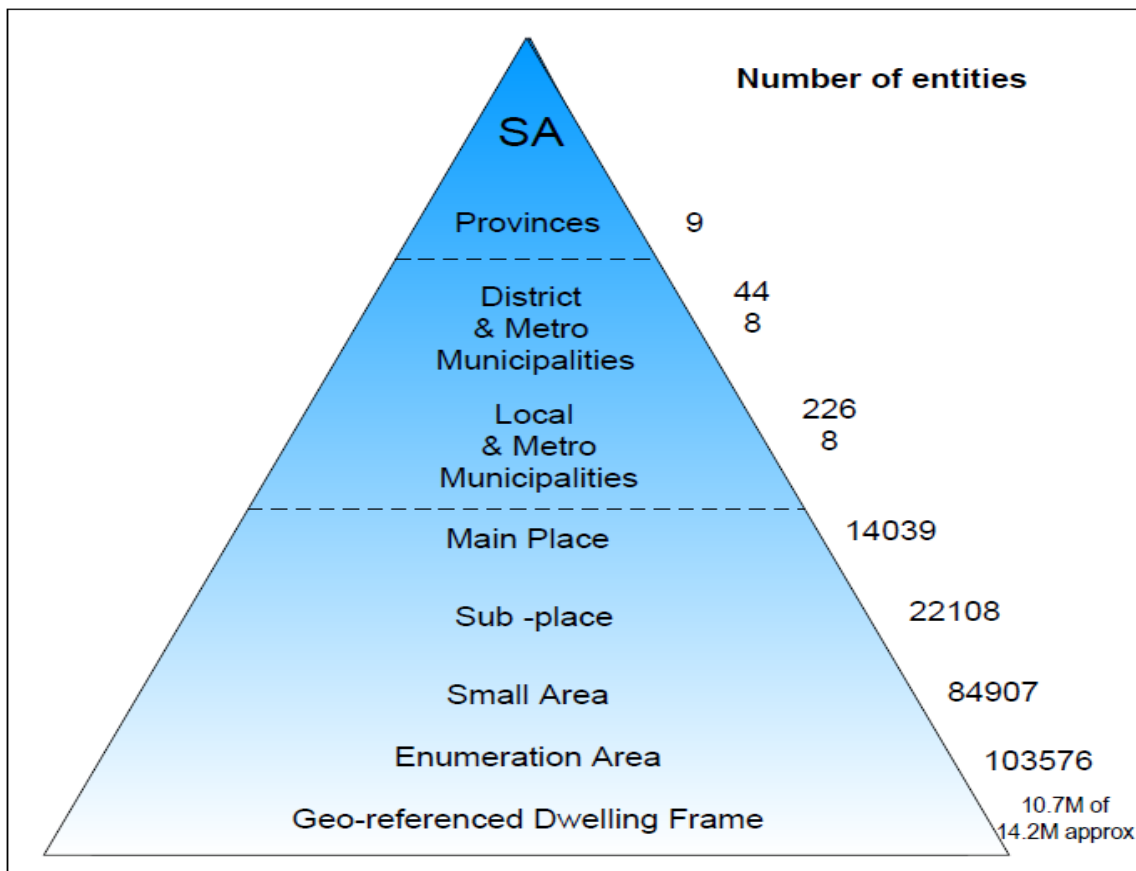 Number of entities
SA
Provinces 9
District 44
& Metro 8
Municipalities
Local 226
& Metro 8
Municipalities
Main Place 14039
Sub -place 22108
Small Area 84907
Enumeration Area 103576
Geo-referenced Dwelling Frame 10.7M of
14.2M approx